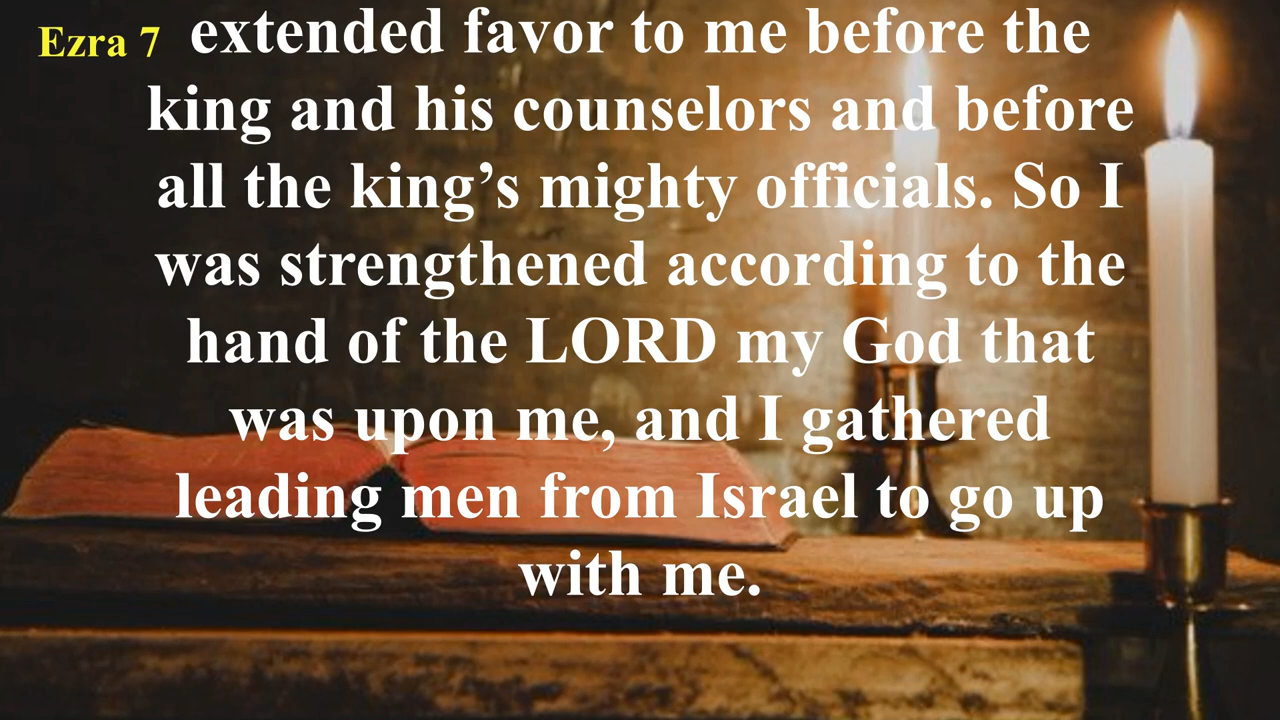 Ezra 7
extended favor to me before the
king and his counselors and before
all the king’s mighty officials. So I
was strengthened according to the
hand of the LORD my God that
was upon me, and I gathered
leading men from Israel to go up
with me.